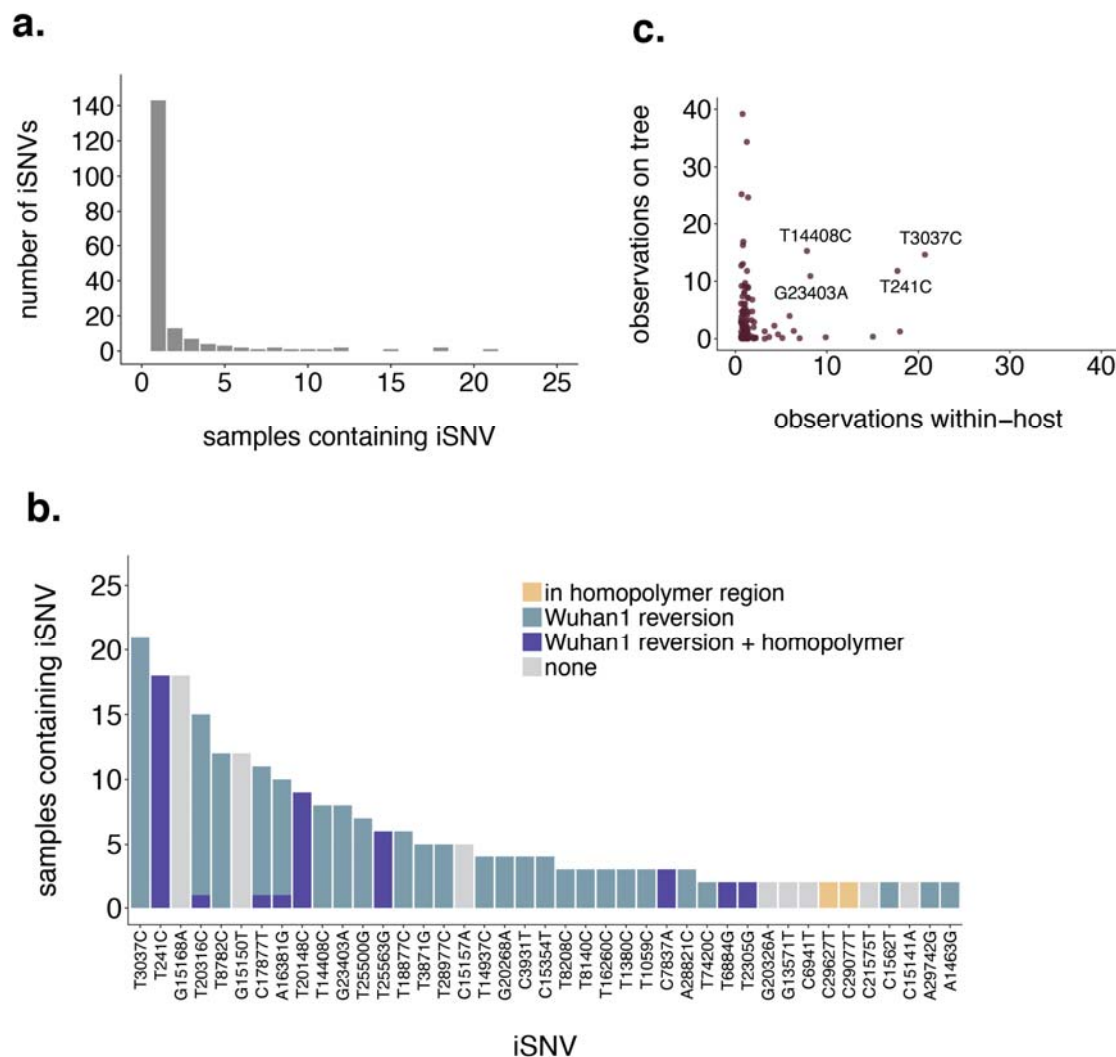 a.
number of iSNVs
140
120
100
80
60
40
20
0
0 5 10 15 20 25
samples containing iSNV
c.
observations on tree
40
30
20
10
0
T14408C
T3037C
G23403A
T241C
0 10 20 30 40
observations within-host
b.
samples containing iSNV
25
20
15
10
5
0
in homopolymer region
Wuhan1 reversion
Wuhan1 reversion + homopolymer
none
T3037C
T241C
G15168A
T20316C
T8782C
G15150T
C17877T
A16381G
T20148C
T14408C
G23403A
T25500G
T25563G
T18877C
T3871G
T28977C
C15157A
T14937C
G20268A
C3931T
C15354T
T8208C
T8140C
T16260C
T1380C
T1059C
C7837A
A28821C
T7420C
T6884G
T2305G
G20326A
G13571T
C6941T
C29627T
C29077T
C21575T
C1562T
C15141A
A29742G
A1463G
iSNV